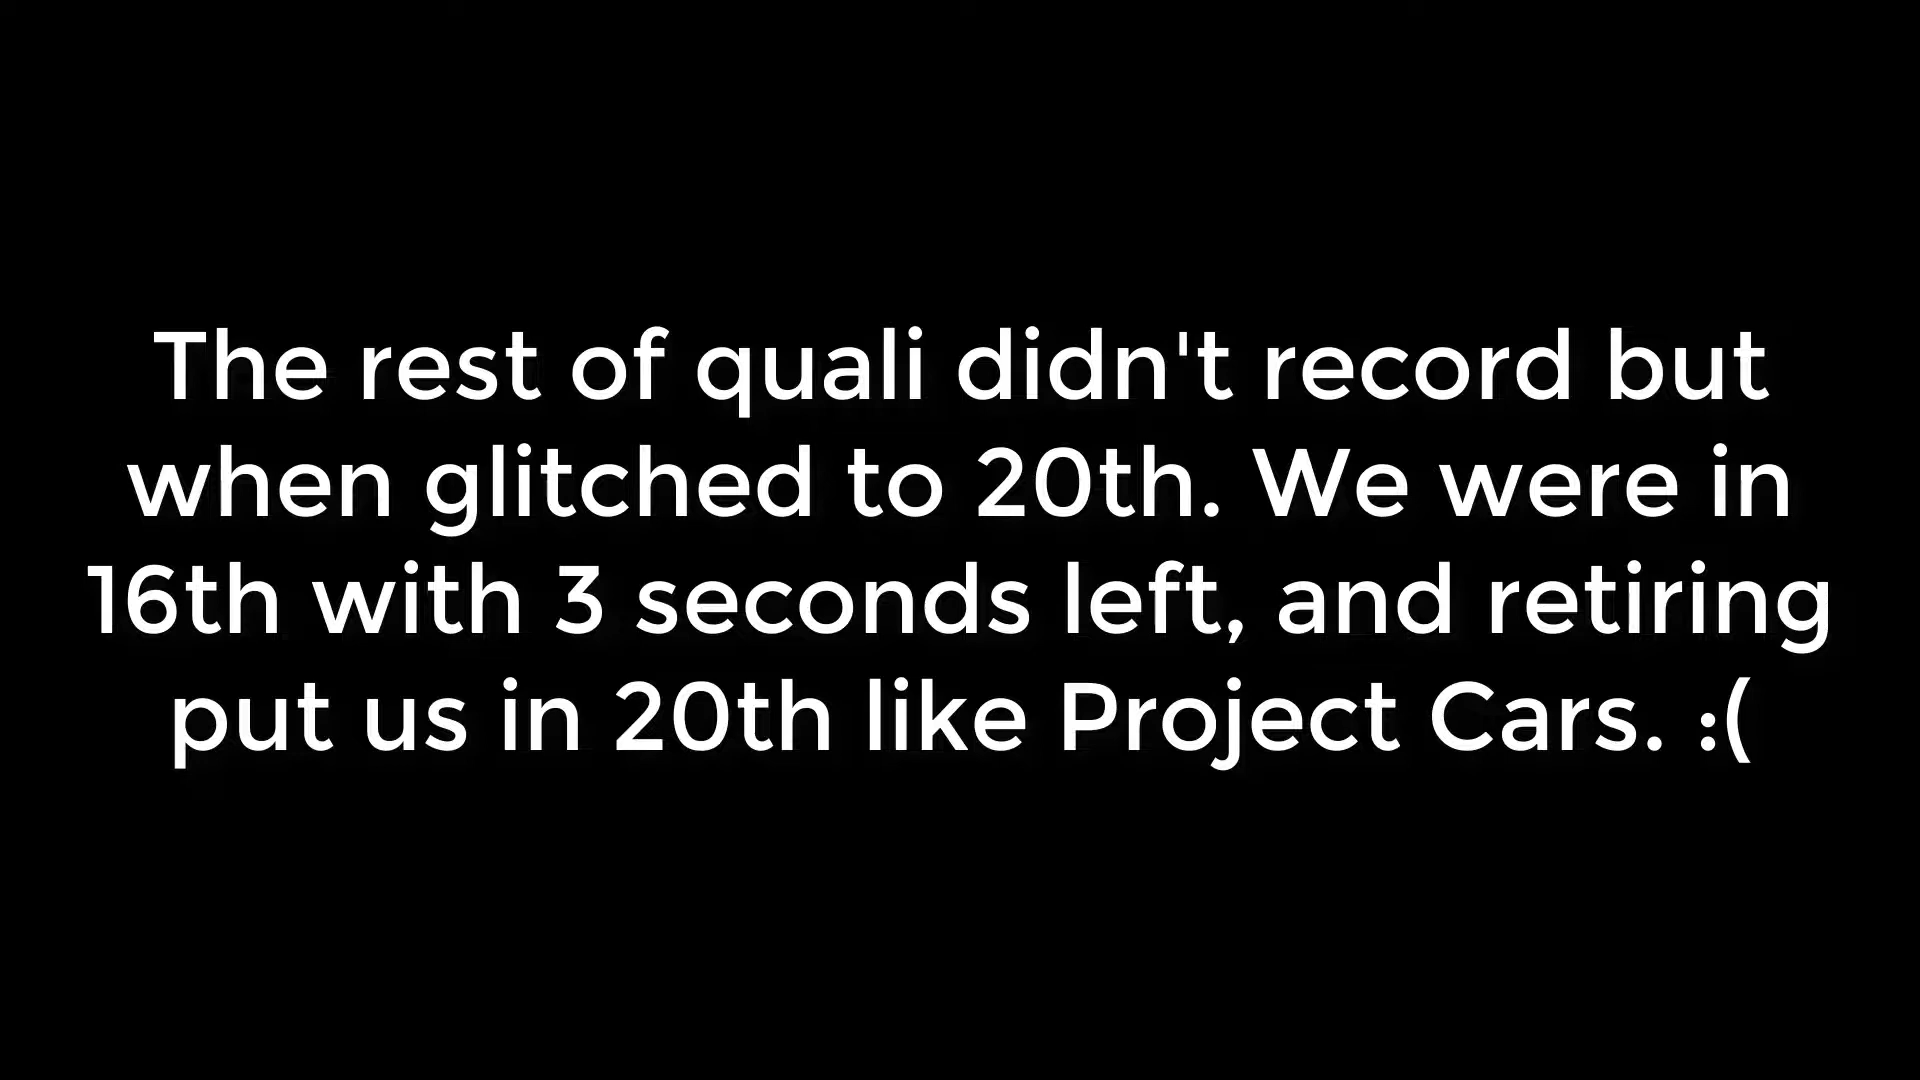 The rest of quali didn't record but
when glitched to 20th. We were in
16th with 3 seconds left, and retiring
put us in 20th like Project Cars. :(